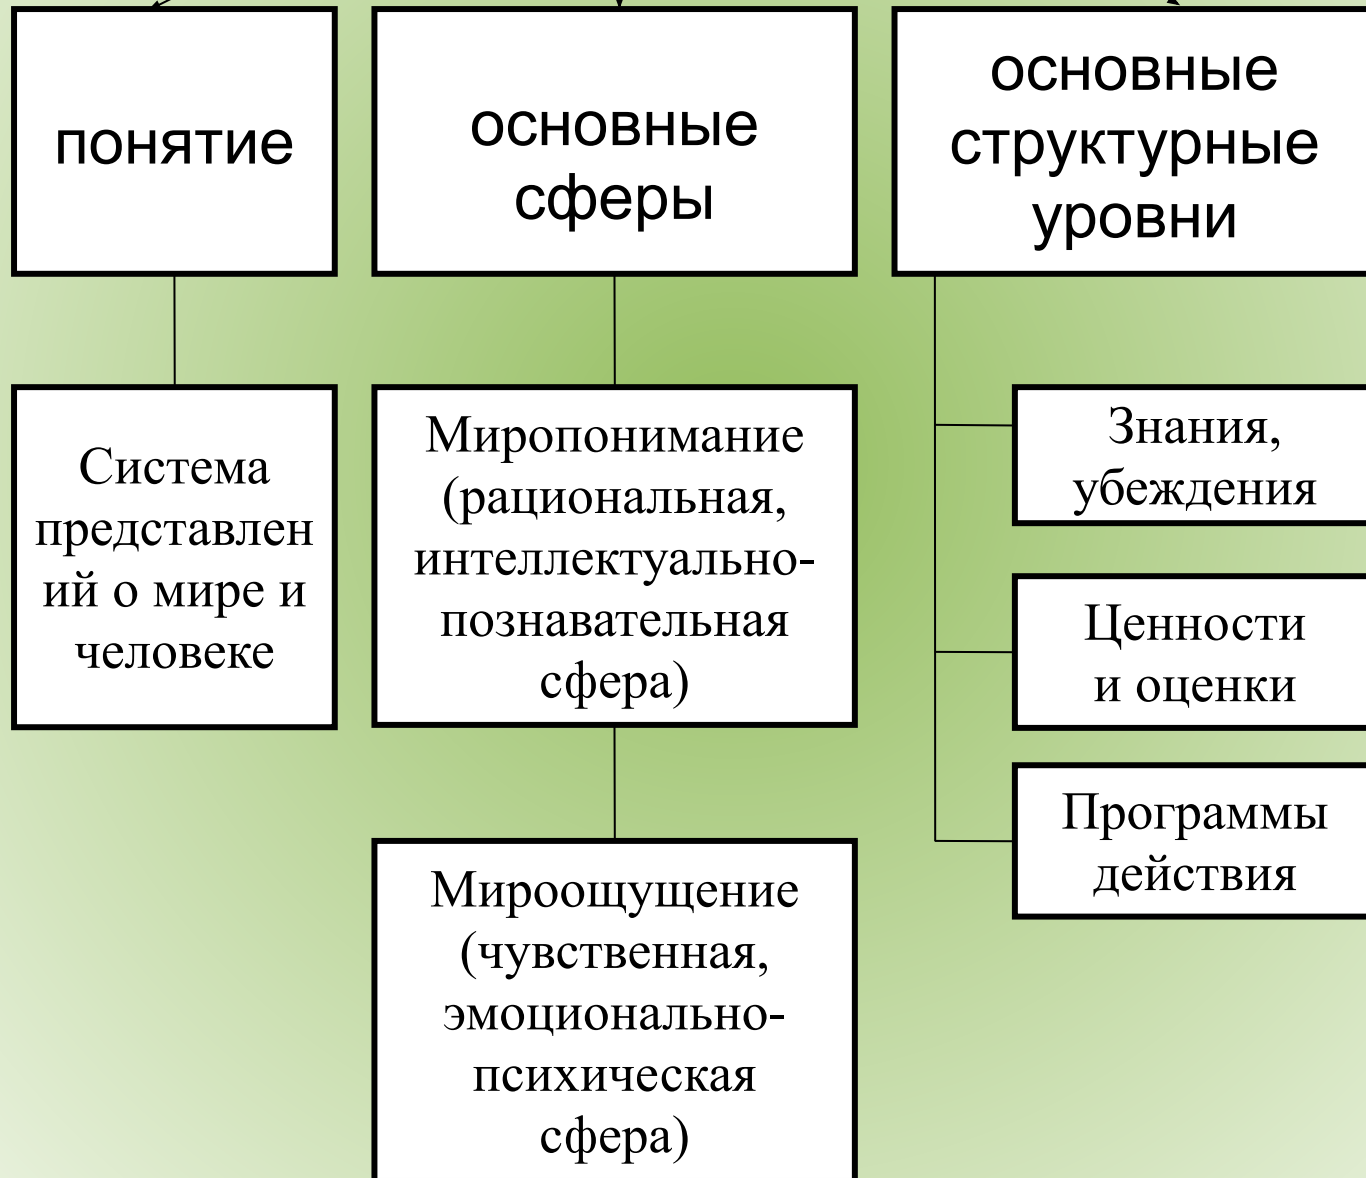 понятие
основные
сферы
основные
структурные
уровни
Система
представлен
ий о мире и
человеке
Миропонимание
(рациональная,
интеллектуально-
познавательная
сфера)
Мироощущение
(чувственная,
эмоционально-
психическая
сфера)
Знания,
убеждения
Ценности
и оценки
Программы
действия